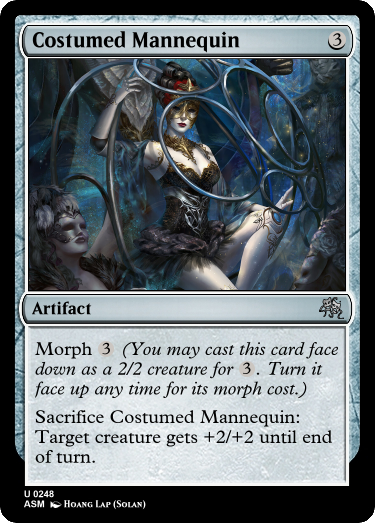 Costumed Mannequin 3
Artifact
Morph 3 (You may cast this card face
down as a 2/2 creature for 3. Turn it
face up any time for its morph cost.)
Sacrifice Costumed Mannequin:
Target creature gets +2/+2 until end
of turn.
U 0248
ASM Hoang Lap (Solan)